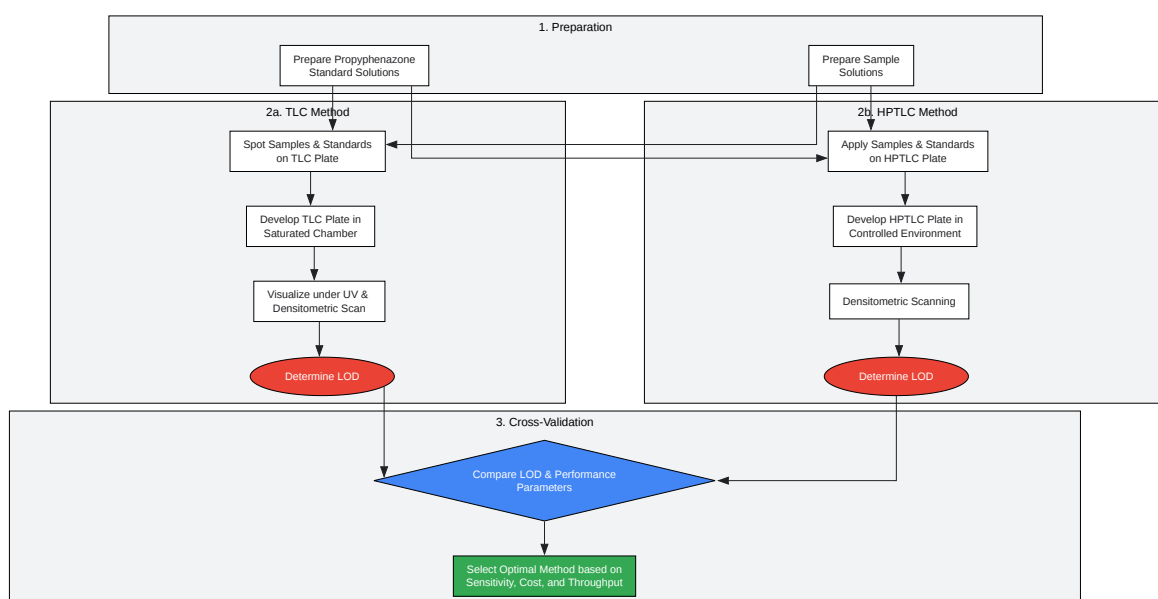 1. Preparation
Prepare Propyphenazone
Standard Solutions
Prepare Sample
Solutions
2a. TLC Method
Spot Samples & Standards
on TLC Plate
Develop TLC Plate in
Saturated Chamber
Visualize under UV &
Densitometric Scan
Determine LOD
2b. HPTLC Method
Apply Samples & Standards
on HPTLC Plate
Develop HPTLC Plate in
Controlled Environment
Densitometric Scanning
Determine LOD
3. Cross-Validation
Compare LOD & Performance
Parameters
Select Optimal Method based on
Sensitivity, Cost, and Throughput